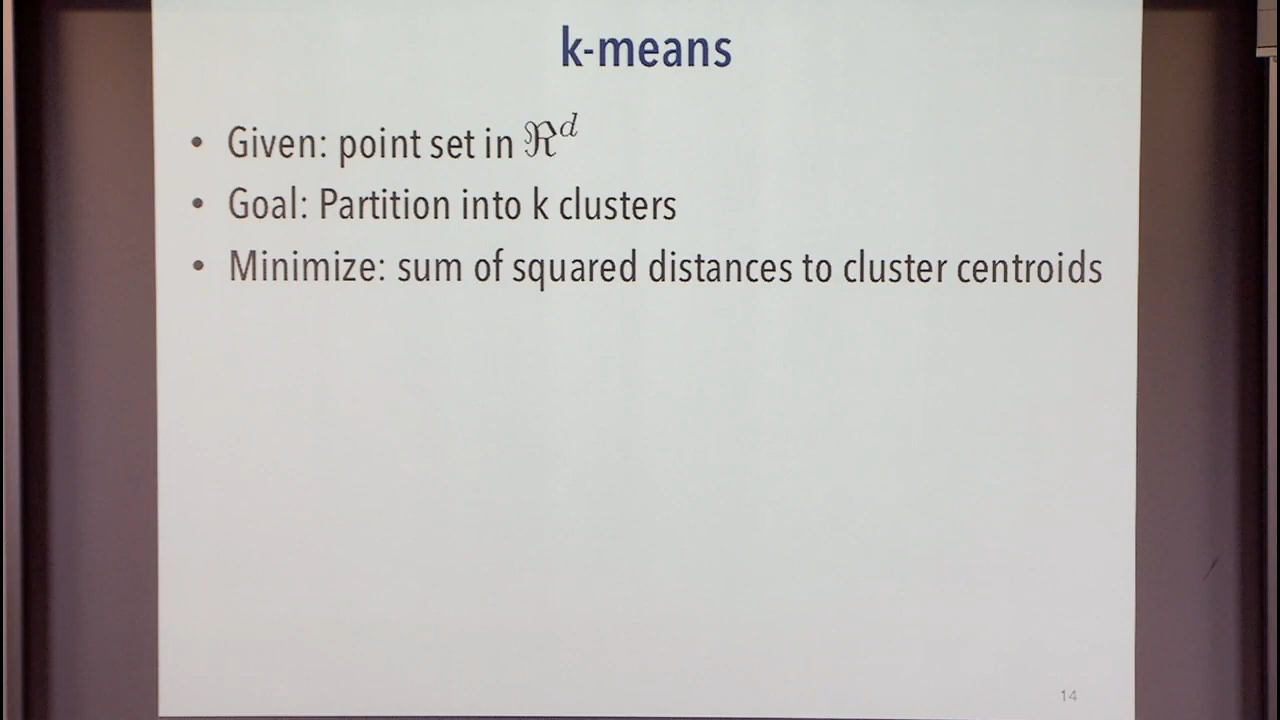 k-means
• Given: point set in ℜ^d
• Goal: Partition into k clusters
• Minimize: sum of squared distances to cluster centroids
14